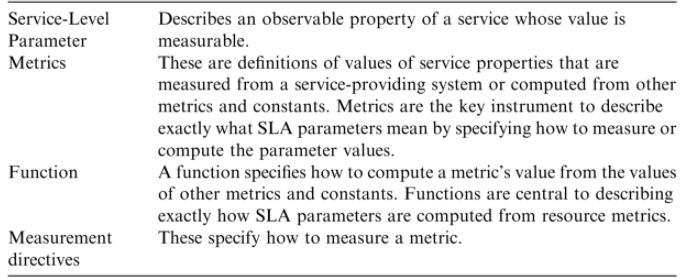 Service-Level Describes an observable property of a service whose value is
Parameter measurable.
Metrics These are definitions of values of service properties that are
measured from a service-providing system or computed from other
metrics and constants. Metrics are the key instrument to describe
exactly what SLA parameters mean by specifying how to measure or
compute the parameter values.
Function A function specifies how to compute a metric’s value from the values
of other metrics and constants. Functions are central to describing
exactly how SLA parameters are computed from resource metrics.
Measurement These specify how to measure a metric.
directives